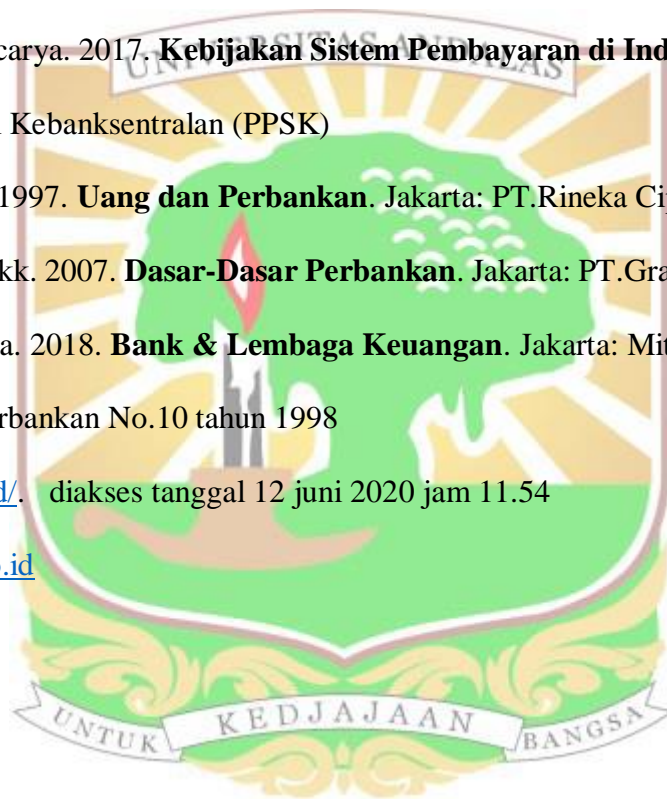 carya. 2017. Kebijakan Sistem Pembayaran di Ind
UNIVERSITAS ANDALAS
Kebanksentralan (PPSK)
1997. Uang dan Perbankan. Jakarta: PT.Rineka Ci
kk. 2007. Dasar-Dasar Perbankan. Jakarta: PT.Gra
a. 2018. Bank & Lembaga Keuangan. Jakarta: Mit
rbankan No.10 tahun 1998
d/. diakses tanggal 12 juni 2020 jam 11.54
.id
UNTUK KEDJAJAAN BANGSA